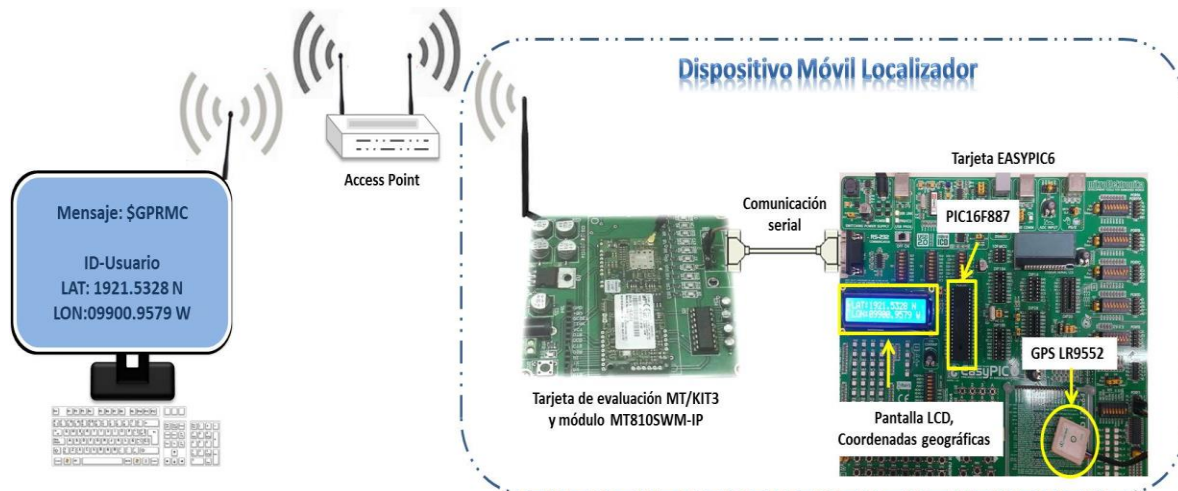 Dispositivo Móvil Localizador
Access Point
Mensaje: $GPRMC
ID-Usuario
LAT: 1921.5328 N
LON:09900.9579 W
Comunicación
serial
Tarjeta EASYPIC6
PIC16F887
LAT:1921.5328 N
LON:09900.9579 W
GPS LR9552
EasyPIC6
Tarjeta de evaluación MT/KIT3
y módulo MT810SWM-IP
Pantalla LCD,
Coordenadas geográficas